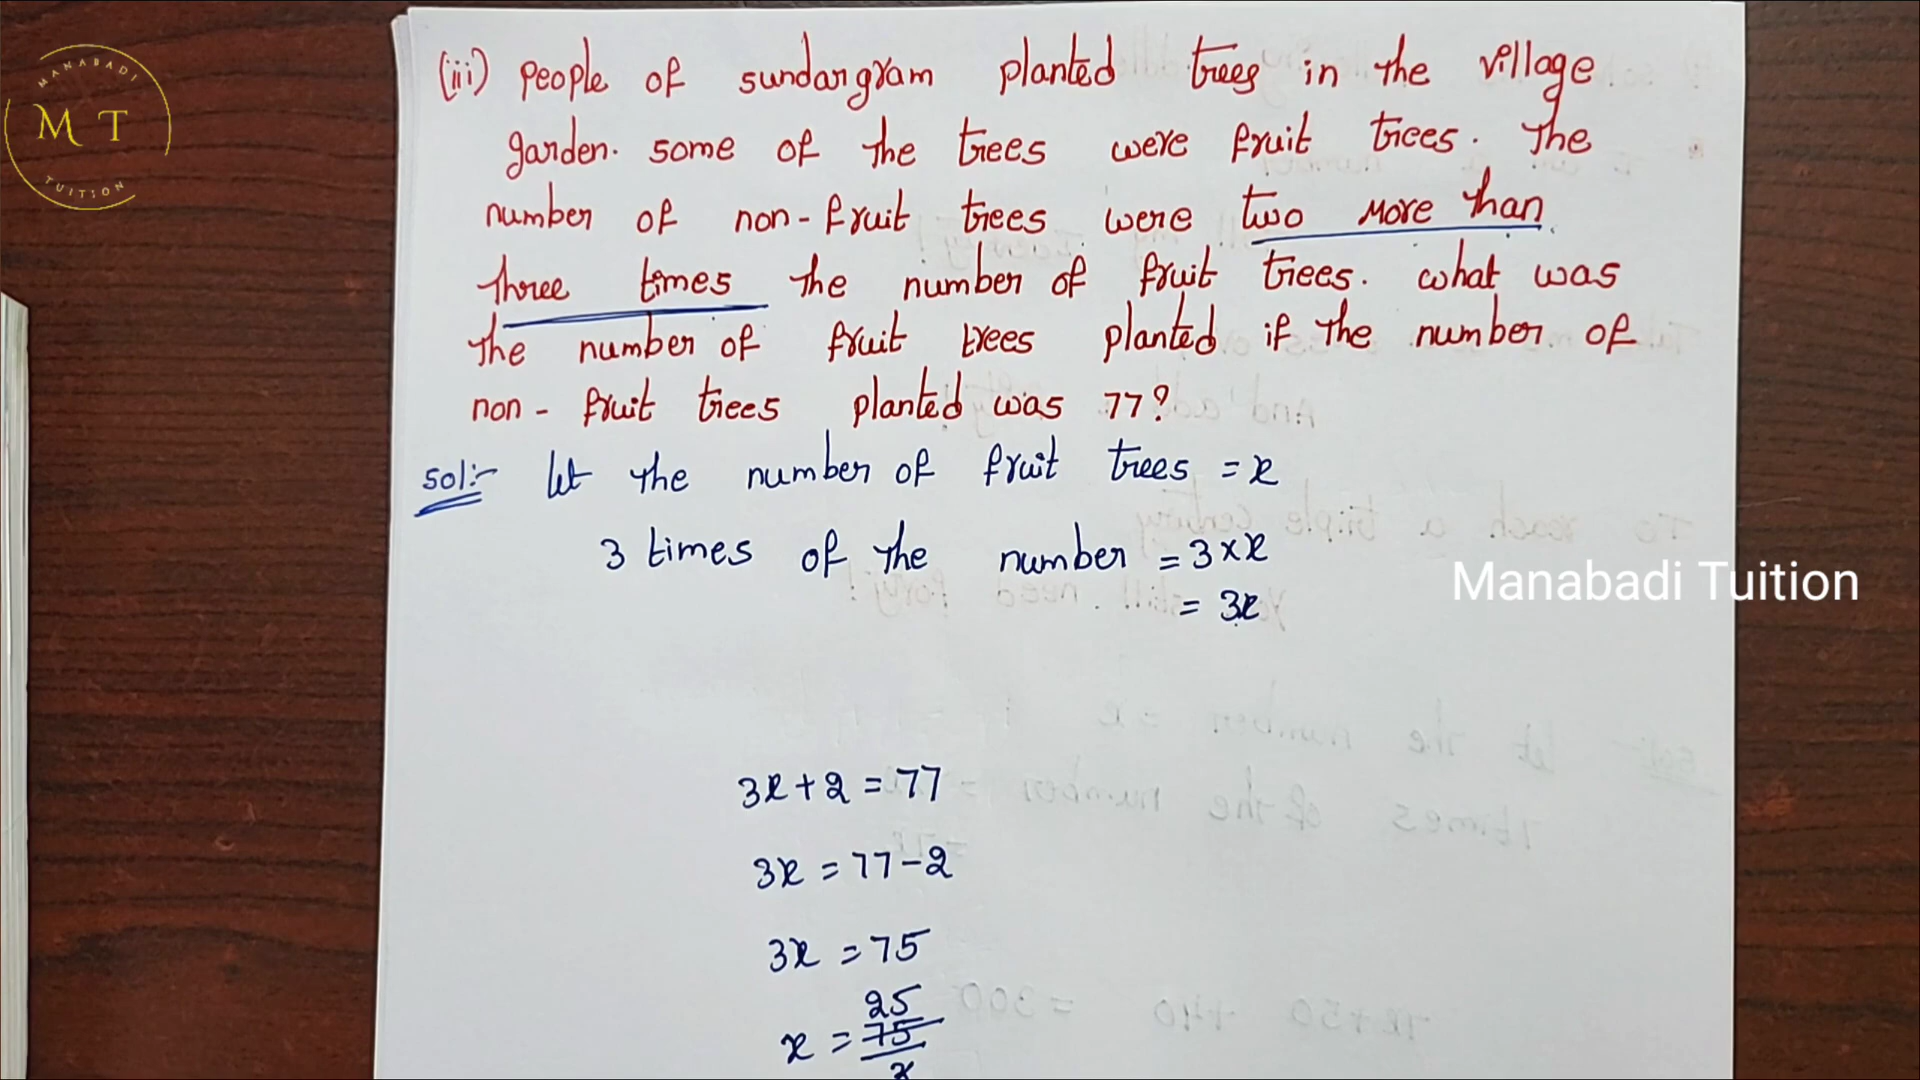 MANABADI
M T
TUITION
(iii) people of sundargram planted trees in the village
garden. some of the trees were fruit trees. The
number of non-fruit trees were two more than
three times the number of fruit trees. what was
the number of fruit trees planted if the number of
non-fruit trees planted was 77?
sol:- let the number of fruit trees = x
3 times of the number = 3×x
= 3x
Manabadi Tuition
3x+2=77
3x=77-2
3x=75
25
x=75